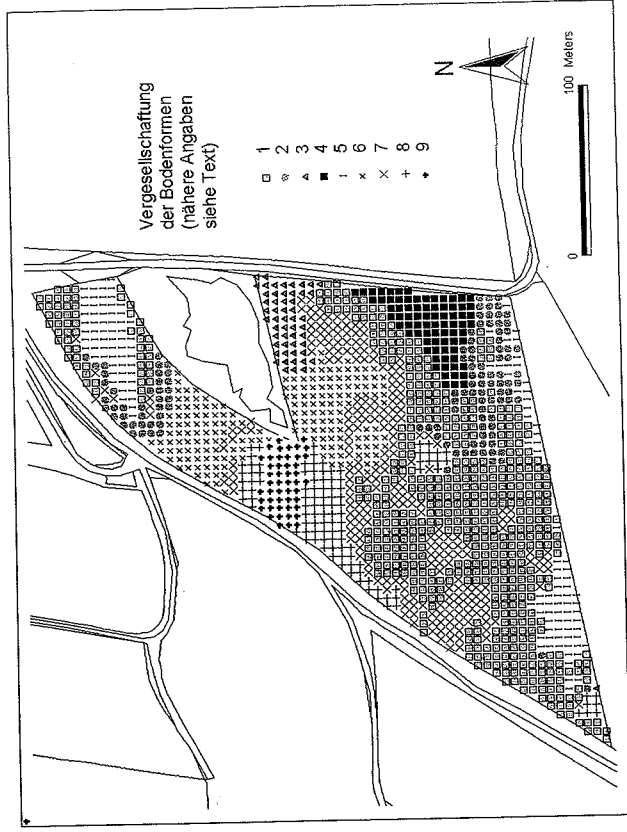 Vergesellschaftung
der Bodenformen
(nähere Angaben
siehe Text)
1
2
3
4
5
6
7
8
9
N
0 100 Meters